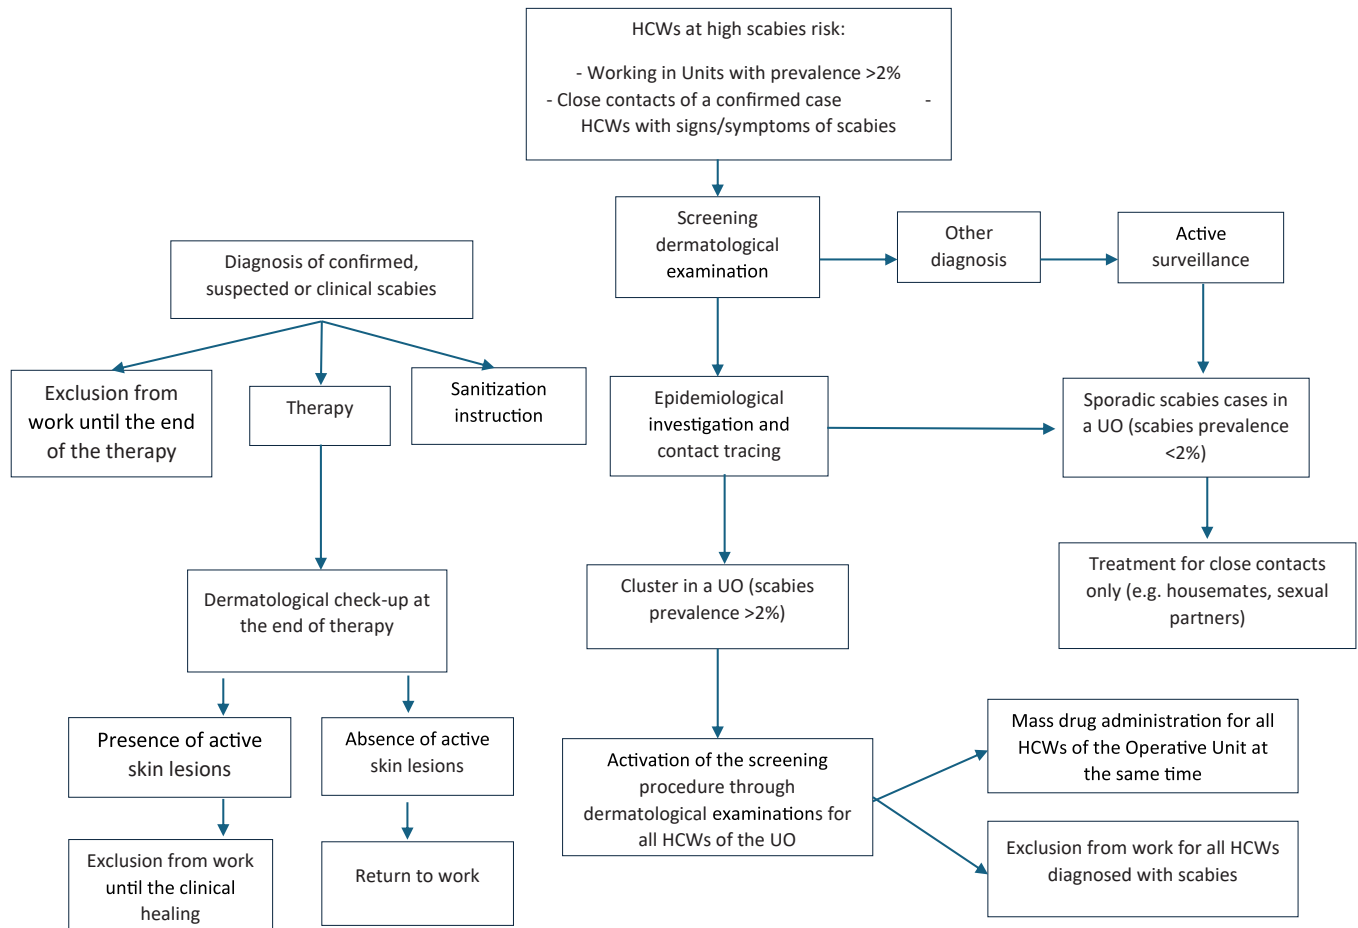 HCWs at high scabies risk:
- Working in Units with prevalence >2%
- Close contacts of a confirmed case -
HCWs with signs/symptoms of scabies
Screening
dermatological
examination
Other
diagnosis
Active
surveillance
Diagnosis of confirmed,
suspected or clinical scabies
Exclusion from
work until the end
of the therapy
Therapy
Sanitization
instruction
Epidemiological
investigation and
contact tracing
Sporadic scabies cases in
a UO (scabies prevalence
<2%)
Treatment for close contacts
only (e.g. housemates, sexual
partners)
Dermatological check-up at
the end of therapy
Cluster in a UO (scabies
prevalence >2%)
Presence of active
skin lesions
Absence of active
skin lesions
Activation of the screening
procedure through
dermatological examinations for
all HCWs of the UO
Mass drug administration for all
HCWs of the Operative Unit at
the same time
Exclusion from work for all HCWs
diagnosed with scabies
Exclusion from work
until the clinical
healing
Return to work